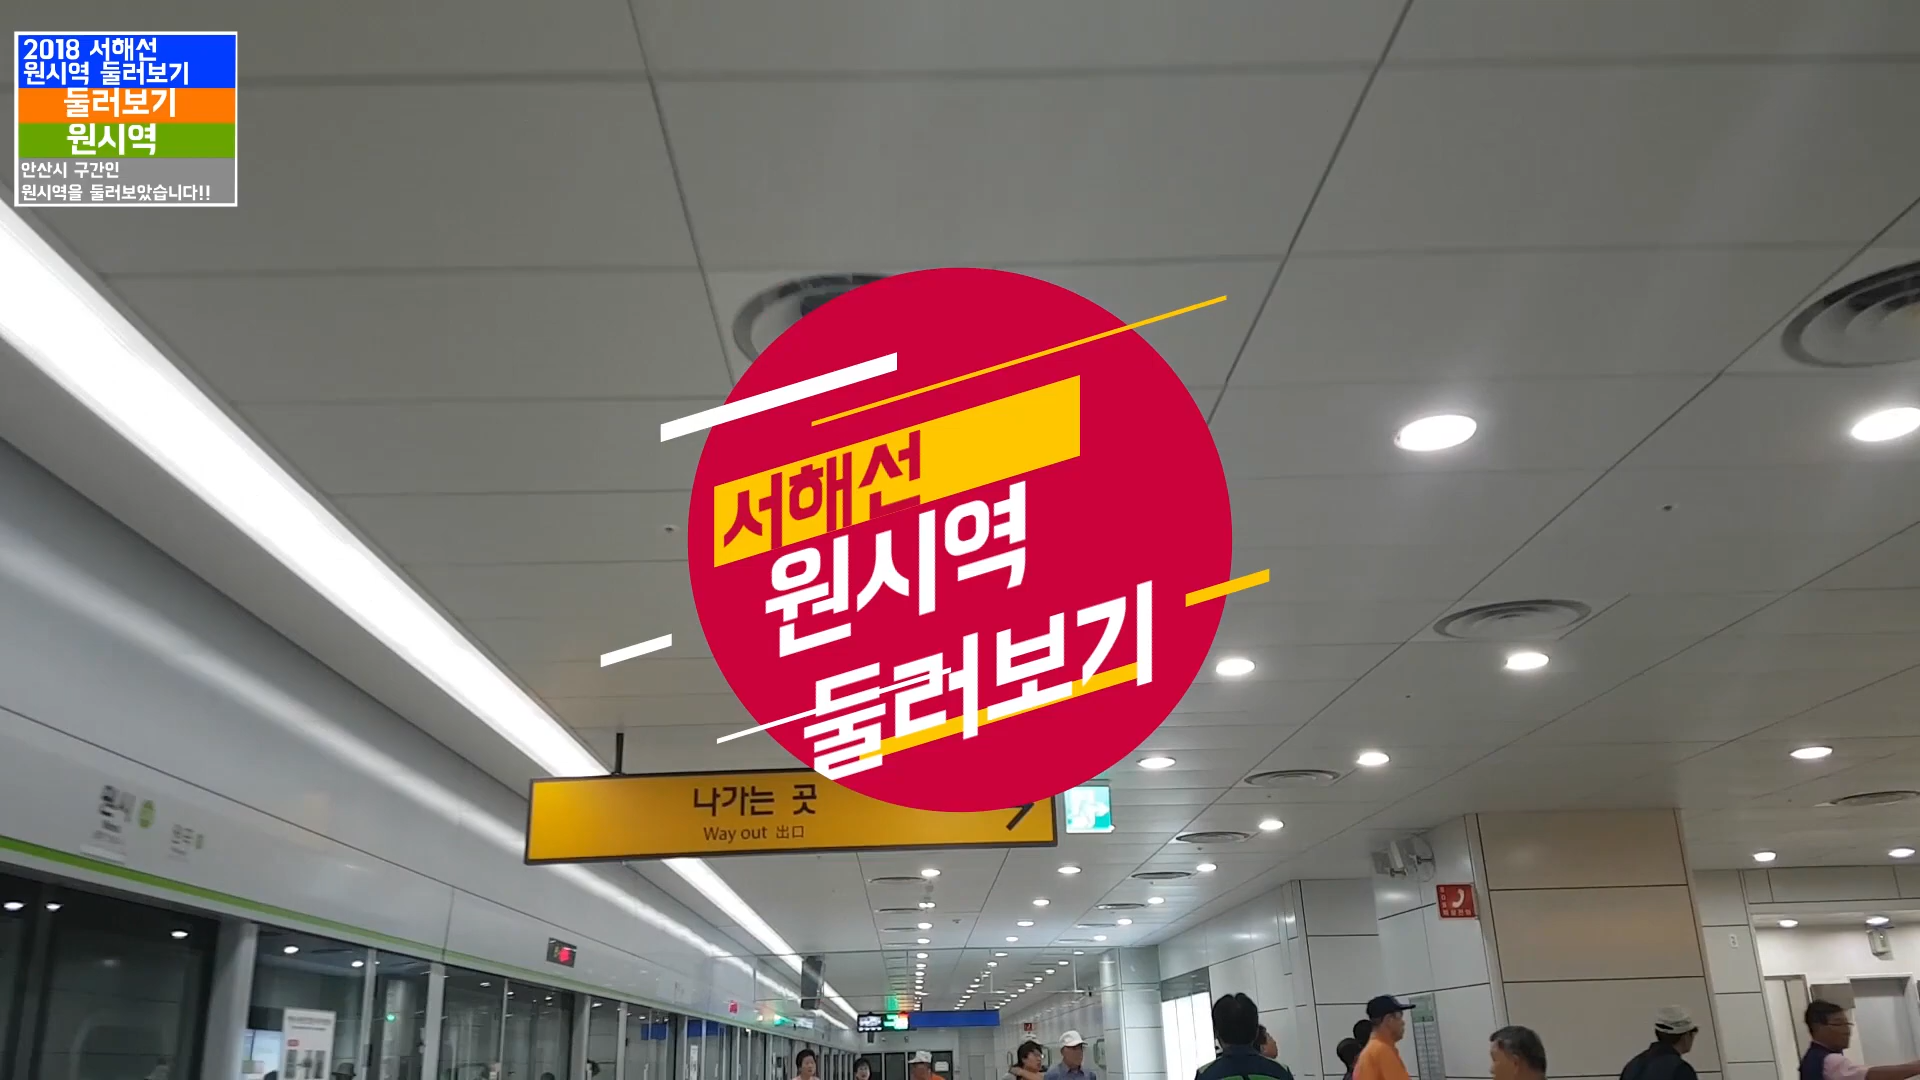 2018 서해선
원시역 둘러보기
둘러보기
원시역
안산시 구간인
원시역을 둘러보았습니다!!
서해선
원시역
둘러보기
나가는 곳
Way out 出口
원시